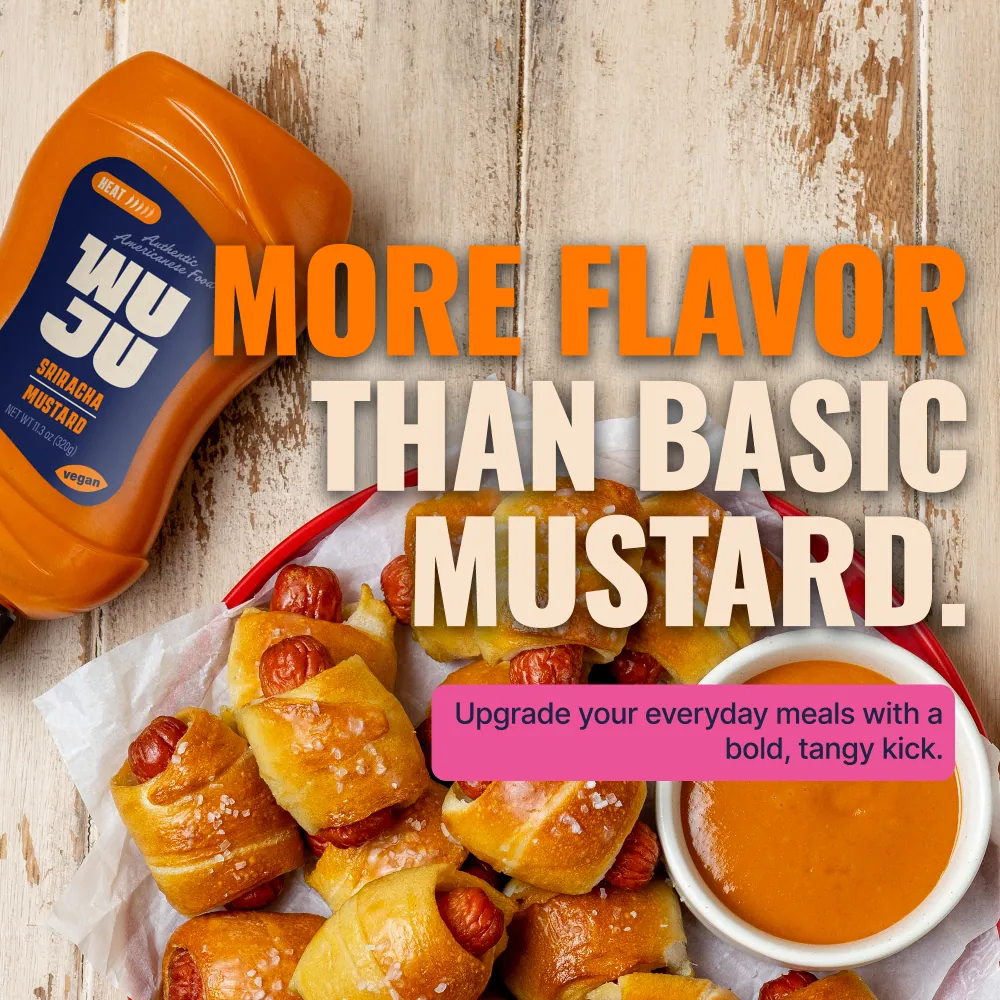 HEAT
Authentic
Americanese Food
WU
JU
SRIRACHA
MUSTARD
NET WT 11.3 oz (320g)
vegan
MORE FLAVOR
THAN BASIC
MUSTARD.
Upgrade your everyday meals with a
bold, tangy kick.